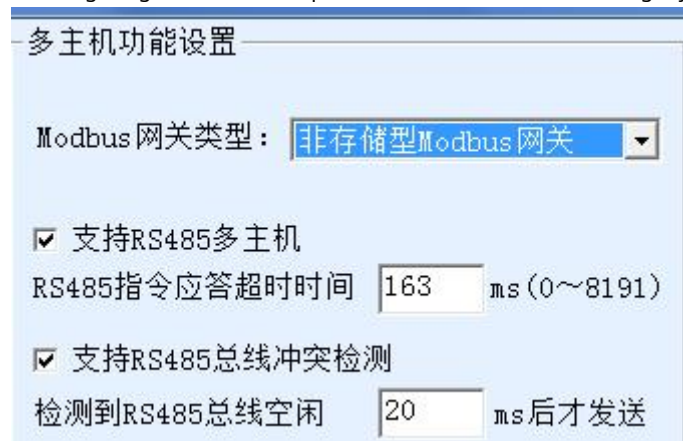 多主机功能设置
Modbus网关类型：
非存储型Modbus网关
支持RS485多主机
RS485指令应答超时时间 163 ms(0～8191)
支持RS485总线冲突检测
检测到RS485总线空闲 20 ms后才发送